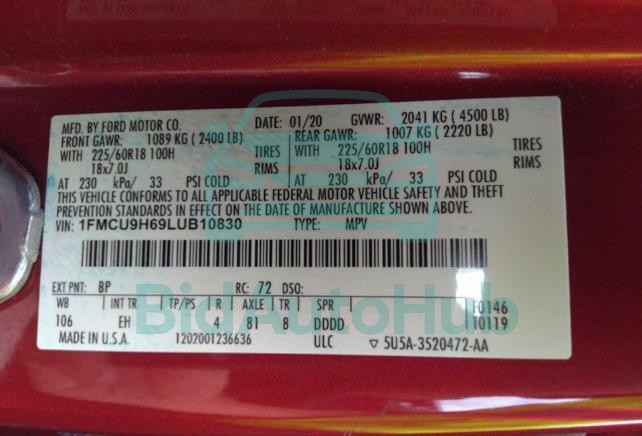 MFD. BY FORD MOTOR CO. DATE: 01/20 GVWR: 2041 KG ( 4500 LB)
FRONT GAWR: 1089 KG ( 2400 LB) REAR GAWR: 1007 KG ( 2220 LB)
WITH 225/60R18 100H TIRES WITH 225/60R18 100H TIRES
18x7.0J RIMS 18x7.0J RIMS
AT 230 kPa/ 33 PSI COLD AT 230 kPa/ 33 PSI COLD
THIS VEHICLE CONFORMS TO ALL APPLICABLE FEDERAL MOTOR VEHICLE SAFETY AND THEFT
PREVENTION STANDARDS IN EFFECT ON THE DATE OF MANUFACTURE SHOWN ABOVE.
VIN: 1FMCU9H69LUB10830 TYPE: MPV
EXT PNT: BP RC: 72 DSO:
WB INT TR TP/PS R AXLE TR SPR F0146
106 EH 4 81 8 DDDD T0119
BidAutoHub
MADE IN U.S.A. 1202001236636 ULC ▽ 5U5A-3520472-AA